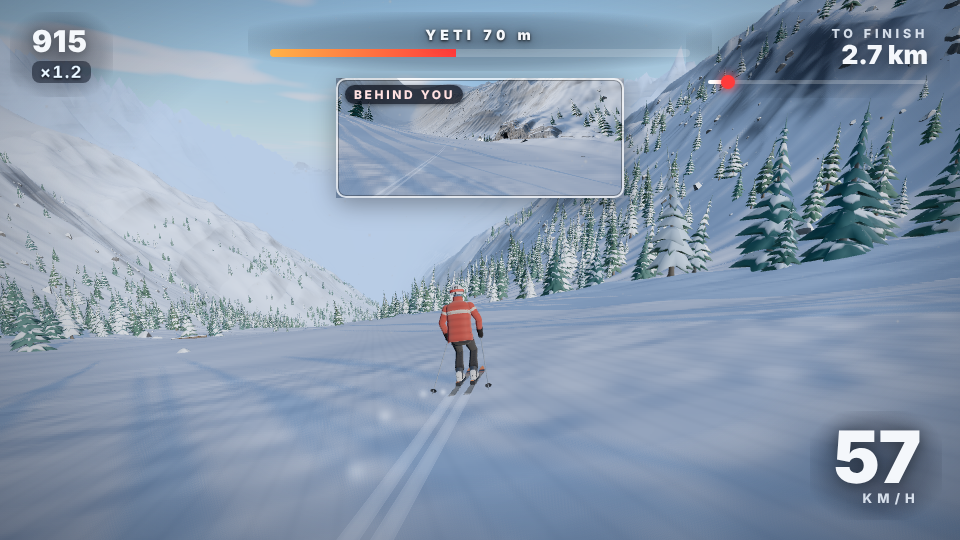 915
×1.2
YETI 70 m
BEHIND YOU
TO FINISH
2.7 km
57
KM/H